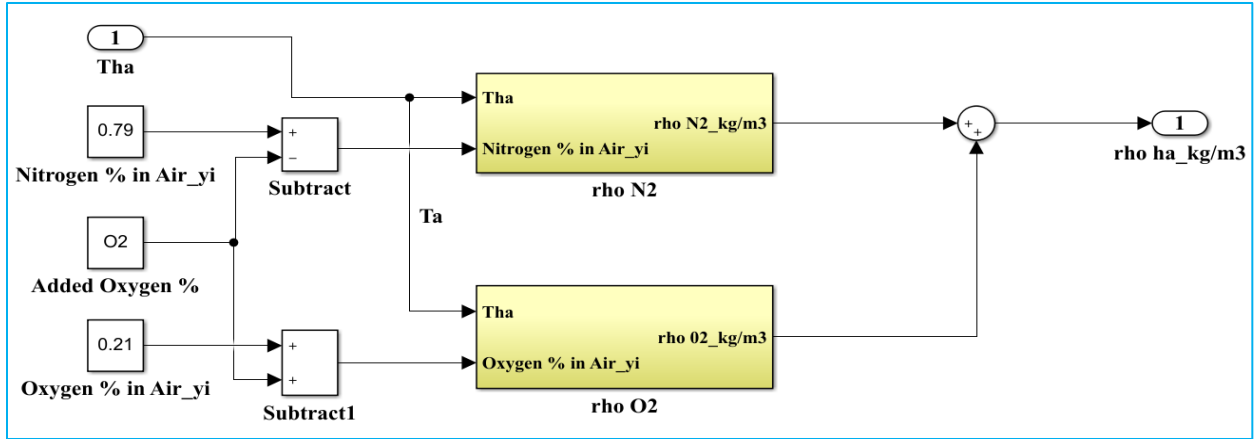 1
Tha
0.79
Nitrogen % in Air_yi
O2
Added Oxygen %
0.21
Oxygen % in Air_yi
+
−
Subtract
+
+
Subtract1
Ta
Tha
rho N2_kg/m3
Nitrogen % in Air_yi
rho N2
Tha
rho 02_kg/m3
Oxygen % in Air_yi
rho O2
+
+
1
rho ha_kg/m3